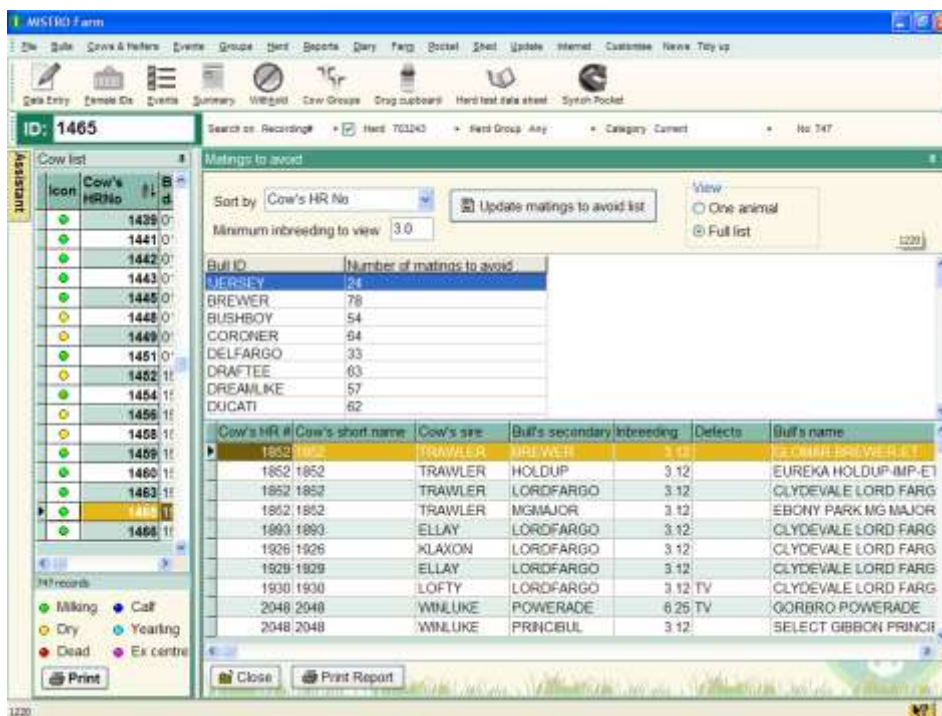 MISTRO Farm
File Bulls Cows & Heifers Events Groups Herd Reports Diary Farm Pocket Shed Update Internet Customise News Tidy up
Data Entry Female IDs Events Summary Withhold Cow Groups Drug cupboard Herd test data sheet Synch Pocket
ID: 1465
Search on Recording# Herd 703243 Herd Group Any Category Current No: 747
Assistant
Cow list
Icon Cow's HRNo
1439
1441
1442
1443
1445
1448
1449
1451
1452
1454
1456
1458
1459
1460
1463
1465
1466
747 records
Milking Calf
Dry Yearling
Dead Ex centre
Print
Matings to avoid
Sort by Cow's HR No
Update matings to avoid list
View
One animal
Full list
Minimum inbreeding to view 3.0
1220
Bull ID Number of matings to avoid
UERSEY 24
BREWER 78
BUSHBOY 54
CORONER 64
DELFARGO 33
DRAFTEE 63
DREAMLIKE 57
DUCATI 62
Cow's HR # Cow's short name Cow's sire Bull's secondary Inbreeding Defects Bull's name
1852 1852 TRAWLER BREWER 3.12 GLOMAR BREWER-ET
1852 1852 TRAWLER HOLDUP 3.12 EUREKA HOLDUP-IMP-ET
1852 1852 TRAWLER LORDFARGO 3.12 CLYDEVALE LORD FARG
1852 1852 TRAWLER MGMAJOR 3.12 EBONY PARK MG MAJOR
1893 1893 ELLAY LORDFARGO 3.12 CLYDEVALE LORD FARG
1926 1926 KLAXON LORDFARGO 3.12 CLYDEVALE LORD FARG
1929 1929 ELLAY LORDFARGO 3.12 CLYDEVALE LORD FARG
1930 1930 LOFTY LORDFARGO 3.12 TV CLYDEVALE LORD FARG
2048 2048 WINLUKE POWERADE 6.25 TV GORBRO POWERADE
2048 2048 WINLUKE PRINCIBUL 3.12 SELECT GIBBON PRINCIE
Close Print Report
1220